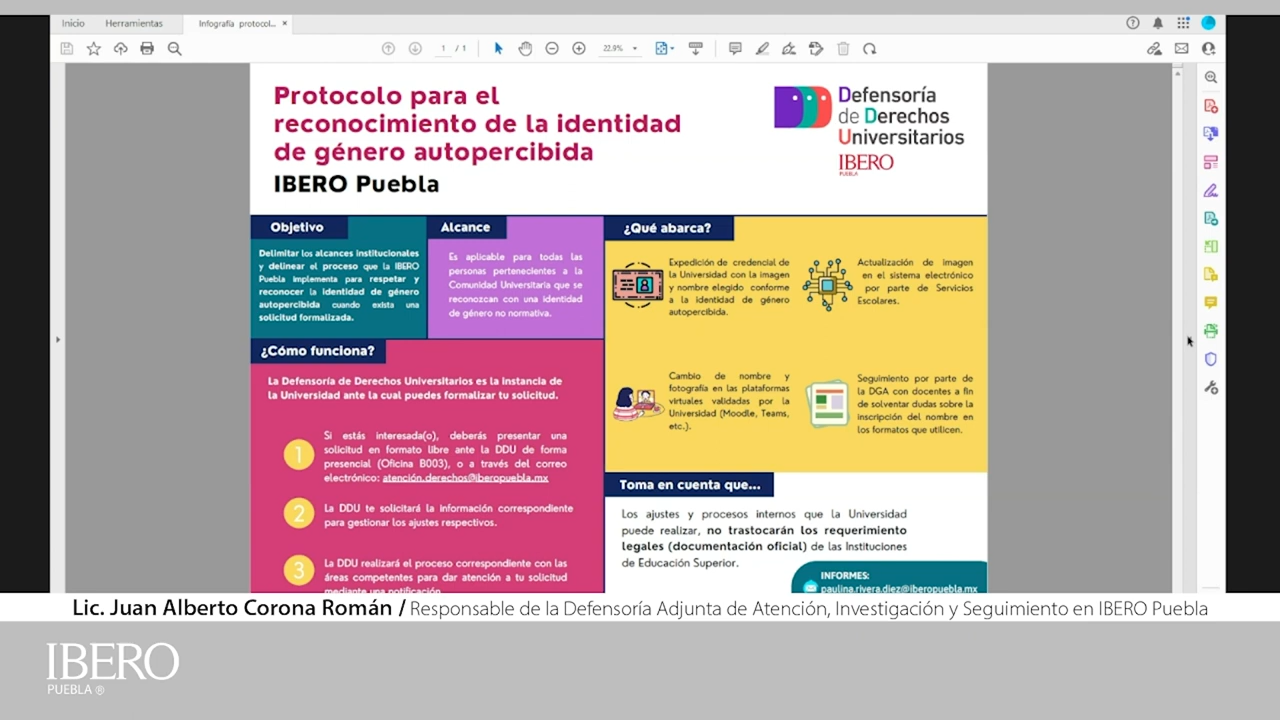 Inicio
Herramientas
Infografía protocol... ×
1 / 1
22.9%
Protocolo para el
reconocimiento de la identidad
de género autopercibida
IBERO Puebla
Defensoría
de Derechos
Universitarios
IBERO
PUEBLA
Objetivo
Delimitar los alcances institucionales
y delinear el proceso que la IBERO
Puebla implementa para respetar y
reconocer la identidad de género
autopercibida cuando exista una
solicitud formalizada.
Alcance
Es aplicable para todas las
personas pertenecientes a la
Comunidad Universitaria que se
reconozcan con una identidad
de género no normativa.
¿Qué abarca?
Expedición de credencial de
la Universidad con la imagen
y nombre elegido conforme
a la identidad de género
autopercibida.
Actualización de imagen
en el sistema electrónico
por parte de Servicios
Escolares.
Cambio de nombre y
fotografía en las plataformas
virtuales validadas por la
Universidad (Moodle, Teams,
etc.).
Seguimiento por parte de
la DGA con docentes a fin
de solventar dudas sobre la
inscripción del nombre en
los formatos que utilicen.
¿Cómo funciona?
La Defensoría de Derechos Universitarios es la instancia de
la Universidad ante la cual puedes formalizar tu solicitud.
1
Si estás interesada(o), deberás presentar una
solicitud en formato libre ante la DDU de forma
presencial (Oficina B003), o a través del correo
electrónico: atención.derechos@iberopuebla.mx
2
La DDU te solicitará la información correspondiente
para gestionar los ajustes respectivos.
3
La DDU realizará el proceso correspondiente con las
áreas competentes para dar atención a tu solicitud
mediante una notificación.
Toma en cuenta que...
Los ajustes y procesos internos que la Universidad
puede realizar, no trastocarán los requerimiento
legales (documentación oficial) de las Instituciones
de Educación Superior.
INFORMES:
paulina.rivera.diez@iberopuebla.mx
Lic. Juan Alberto Corona Román / Responsable de la Defensoría Adjunta de Atención, Investigación y Seguimiento en IBERO Puebla
IBERO
PUEBLA ®